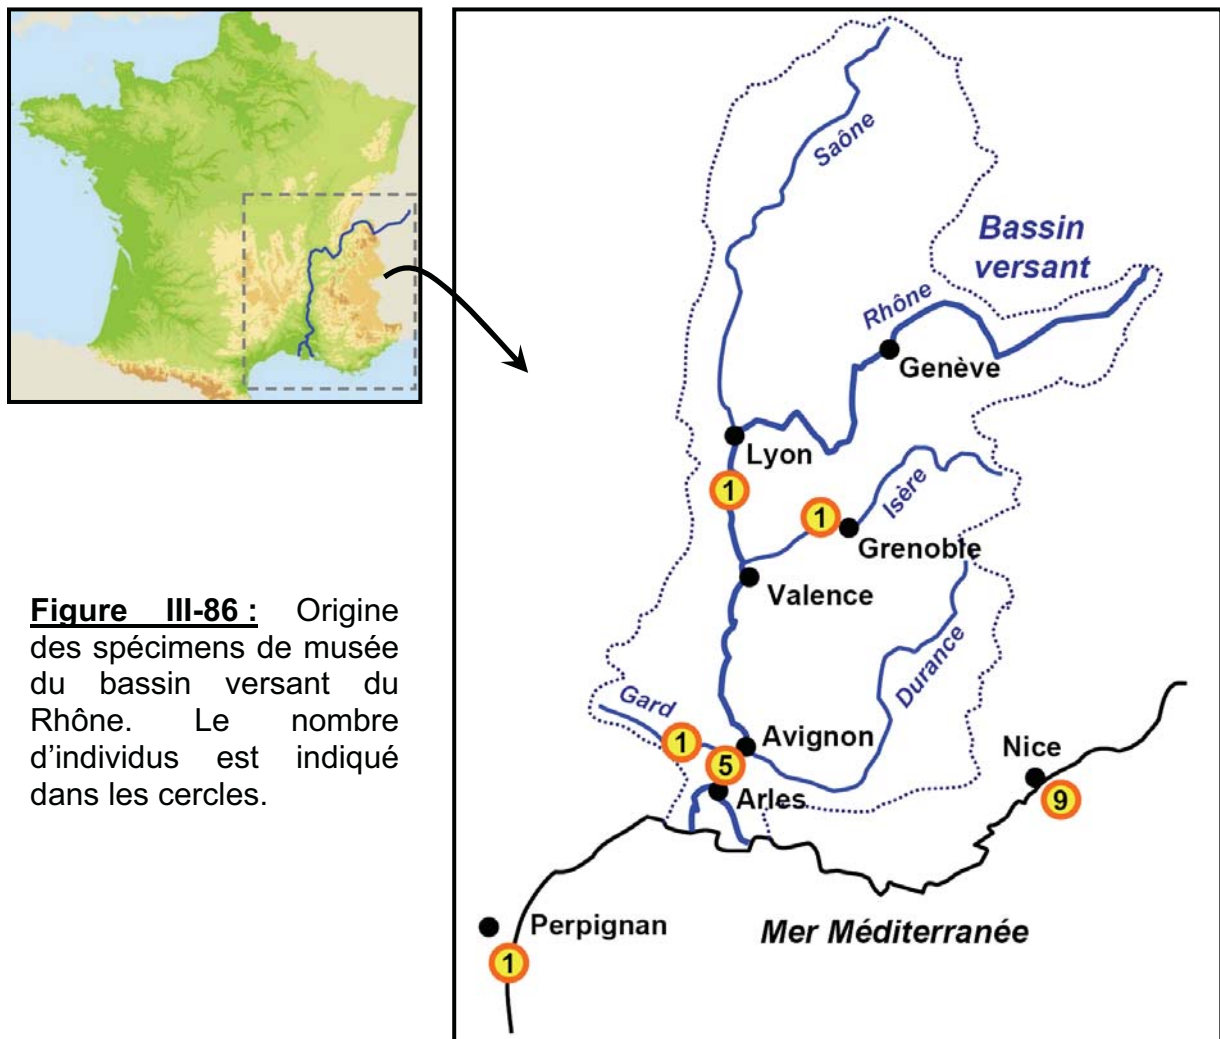 Saône
Bassin
versant
Rhône
Genève
Lyon
1
Isère
1
Grenoble
Valence
Durance
Gard
1
Avignon
5
Arles
Nice
9
Perpignan
1
Mer Méditerranée
Figure III-86 : Origine
des spécimens de musée
du bassin versant du
Rhône. Le nombre
d'individus est indiqué
dans les cercles.